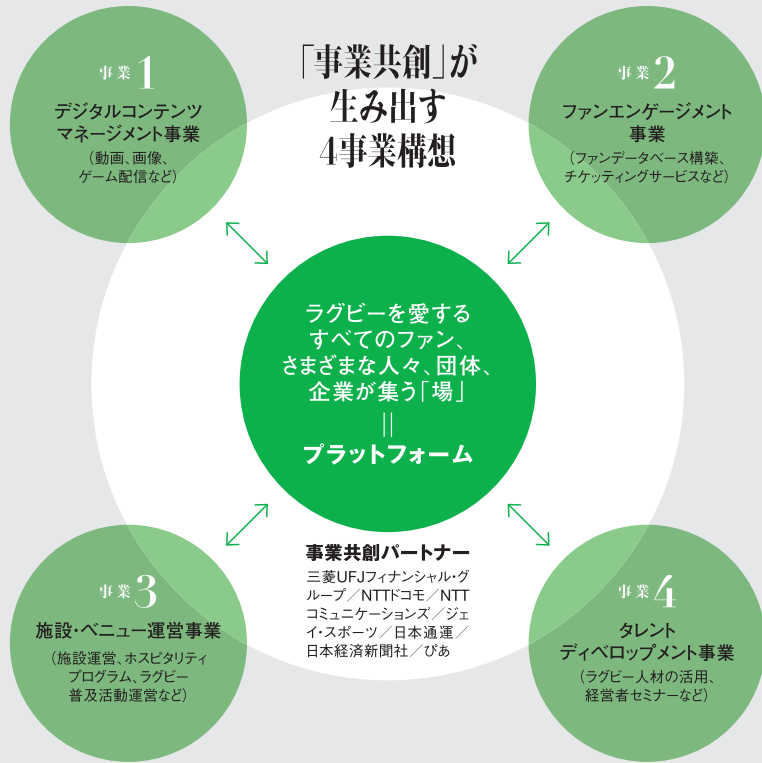 「事業共創」が
生み出す
4事業構想
事業1
デジタルコンテンツ
マネージメント事業
（動画、画像、
ゲーム配信など）
事業2
ファンエンゲージメント
事業
（ファンデータベース構築、
チケッティングサービスなど）
ラグビーを愛する
すべてのファン、
さまざまな人々、団体、
企業が集う「場」
＝
プラットフォーム
事業3
施設・ベニュー運営事業
（施設運営、ホスピタリティ
プログラム、ラグビー
普及活動運営など）
事業共創パートナー
三菱UFJフィナンシャル・グ
ループ／NTTドコモ／NTT
コミュニケーションズ／ジェ
イ・スポーツ／日本通運／
日本経済新聞社／ぴあ
事業4
タレント
ディベロップメント事業
（ラグビー人材の活用、
経営者セミナーなど）